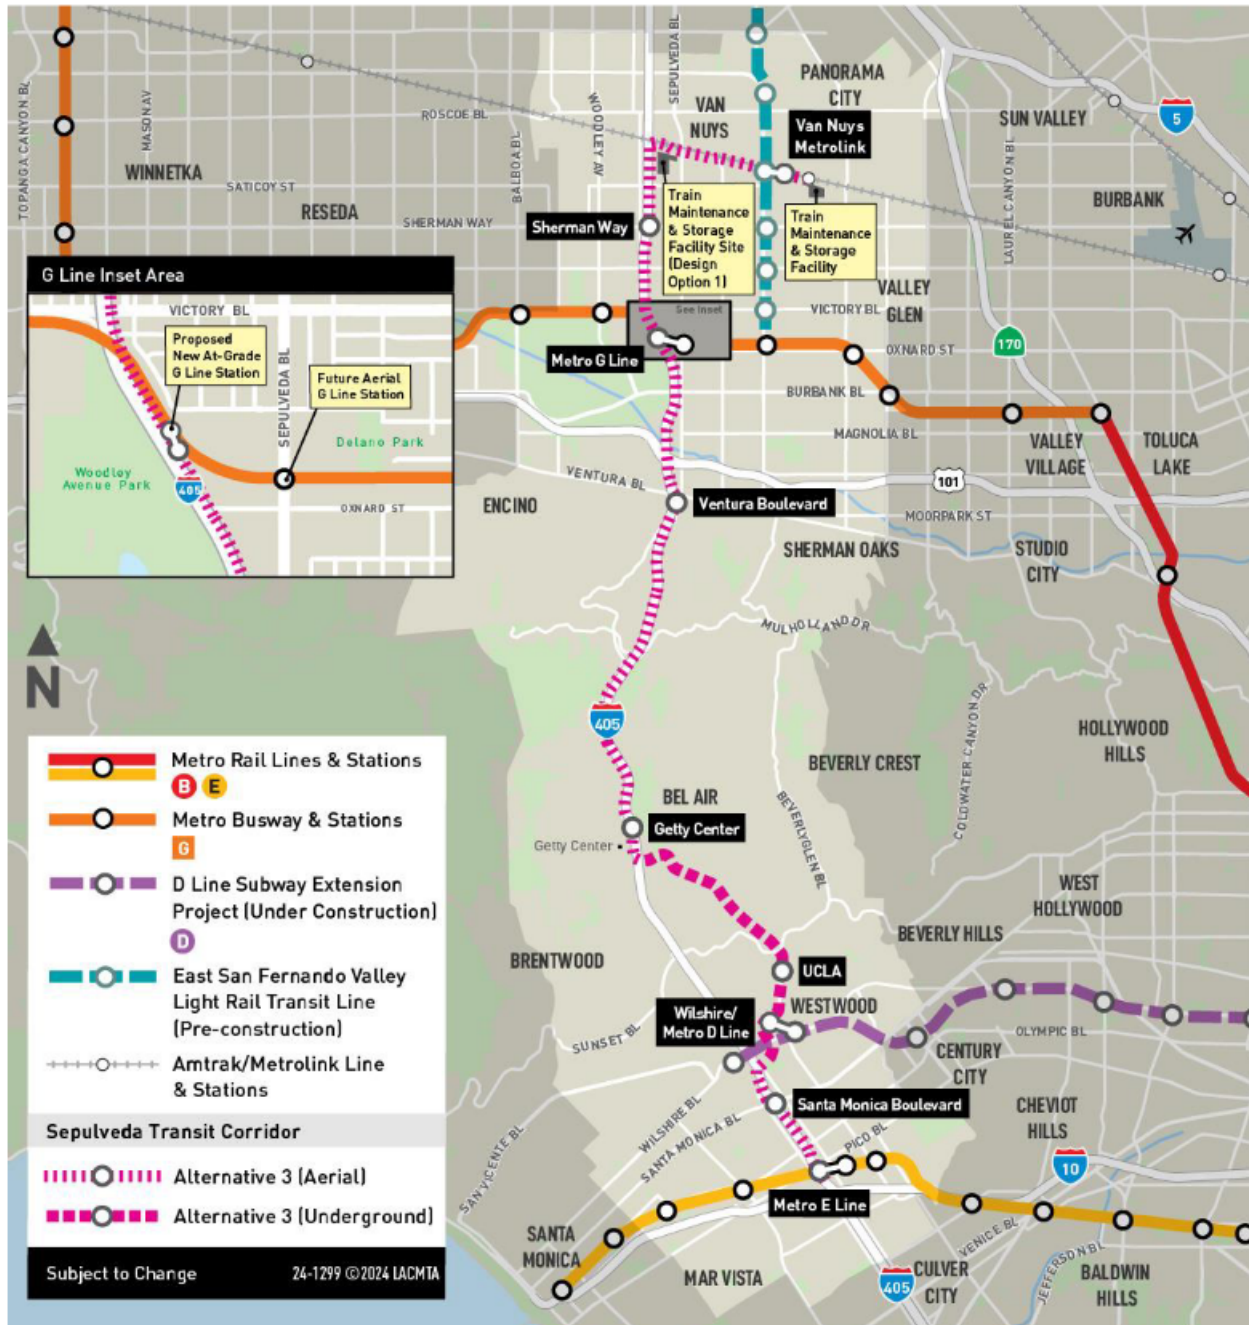 TOPANGA CANYON BL
MASON AV
WINNETKA
ROSCOE BL
SATICOY ST
RESEDA
SHERMAN WAY
BALBOA BL
WOODLEY AV
SEPULVEDA BL
VAN
NUYS
PANORAMA
CITY
Van Nuys
Metrolink
SUN VALLEY
5
LAUREL CANYON BL
BURBANK
Sherman Way
Train
Maintenance
& Storage
Facility Site
(Design
Option 1)
Train
Maintenance
& Storage
Facility
VALLEY
GLEN
VICTORY BL
See Inset
OXNARD ST
170
Metro G Line
BURBANK BL
MAGNOLIA BL
VALLEY
VILLAGE
TOLUCA
LAKE
G Line Inset Area
VICTORY BL
Proposed
New At-Grade
G Line Station
SEPULVEDA BL
Future Aerial
G Line Station
Delano Park
Woodley
Avenue Park
405
OXNARD ST
VENTURA BL
101
ENCINO
Ventura Boulevard
MOORPARK ST
SHERMAN OAKS
STUDIO
CITY
MULHOLLAND DR
N
405
COLDWATER CANYON DR
HOLLYWOOD
HILLS
BEVERLY CREST
BEL AIR
BEVERLY GLEN BL
Getty Center
Getty Center
WEST
HOLLYWOOD
BEVERLY HILLS
BRENTWOOD
UCLA
WESTWOOD
Wilshire/
Metro D Line
SUNSET BL
OLYMPIC BL
CENTURY
CITY
Santa Monica Boulevard
CHEVIOT
HILLS
WILSHIRE BL
SANTA MONICA BL
PICO BL
SAN VICENTE BL
10
Metro E Line
SANTA
MONICA
VENICE BL
MAR VISTA
405
CULVER
CITY
JEFFERSON BL
BALDWIN
HILLS
Metro Rail Lines & Stations
B E
Metro Busway & Stations
G
D Line Subway Extension
Project (Under Construction)
D
East San Fernando Valley
Light Rail Transit Line
(Pre-construction)
Amtrak/Metrolink Line
& Stations
Sepulveda Transit Corridor
Alternative 3 (Aerial)
Alternative 3 (Underground)
Subject to Change 24-1299 ©2024 LACMTA